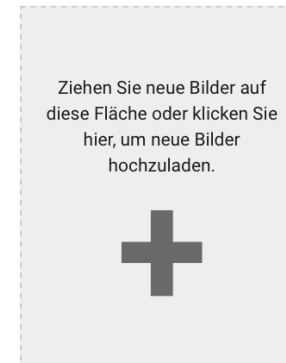 Ziehen Sie neue Bilder auf
diese Fläche oder klicken Sie
hier, um neue Bilder
hochzuladen.